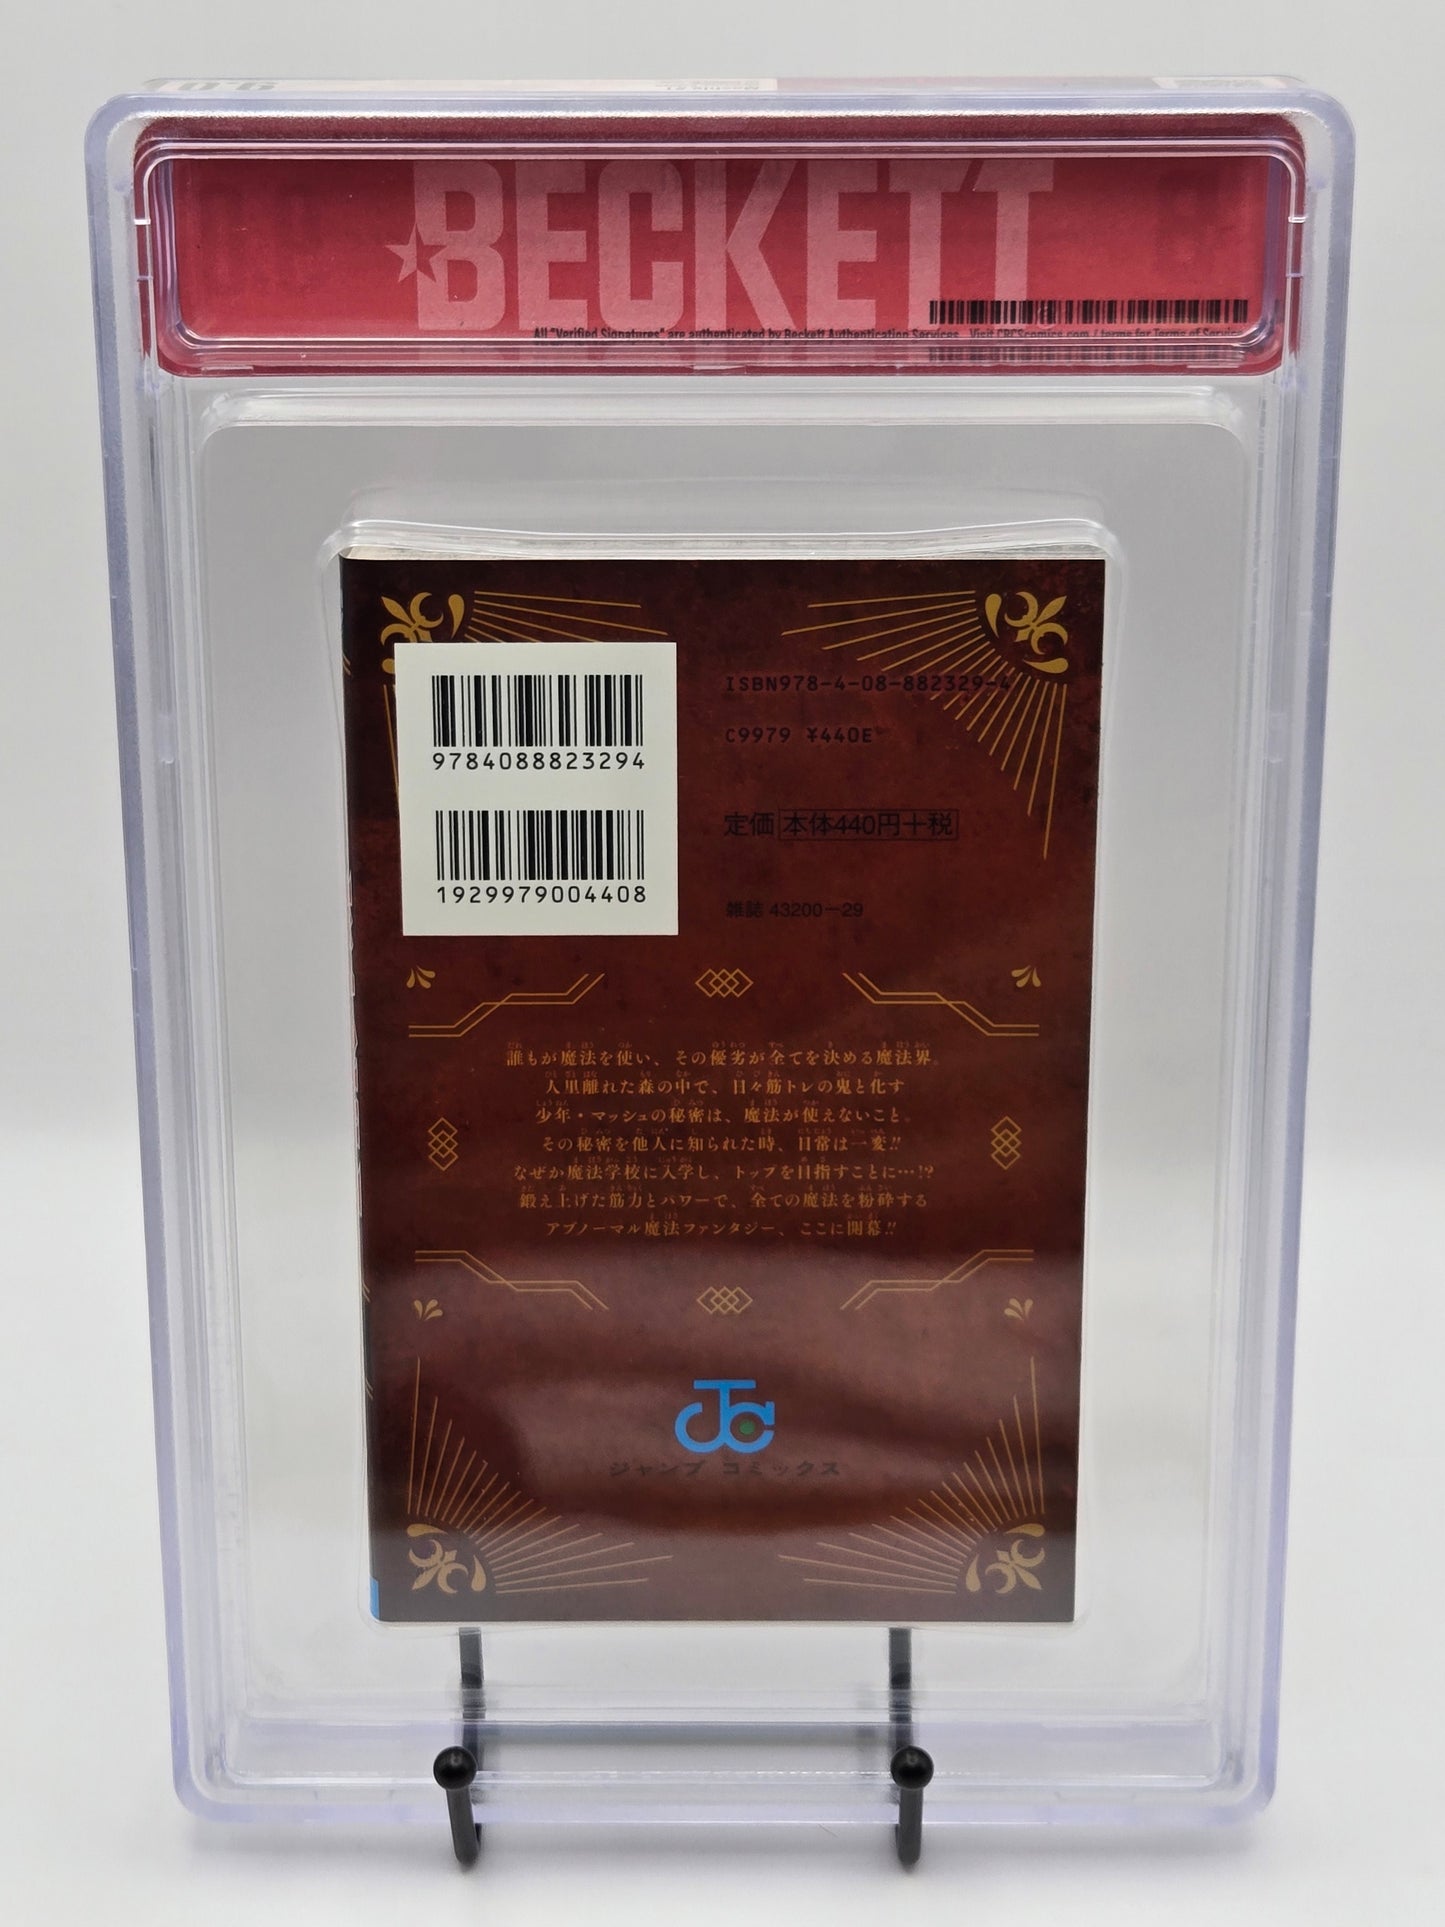 BECKETT
All "Verified Signatures" are authenticated by Beckett Authentication Services. Visit CBCScomics.com / terms for Terms of Service
ISBN978-4-08-882329-4
9784088823294
C9979 ¥440E
定価 本体440円+税
1929979004408
雑誌 43200-29
誰もが魔法を使い、その優劣が全てを決める魔法界。
人里離れた森の中で、日々筋トレの鬼と化す
少年・マッシュの秘密は、魔法が使えないこと。
その秘密を他人に知られた時、日常は一変!!
なぜか魔法学校に入学し、トップを目指すことに…!?
鍛え上げた筋力とパワーで、全ての魔法を粉砕する
アブノーマル魔法ファンタジー、ここに開幕!!
JC
ジャンプ コミックス